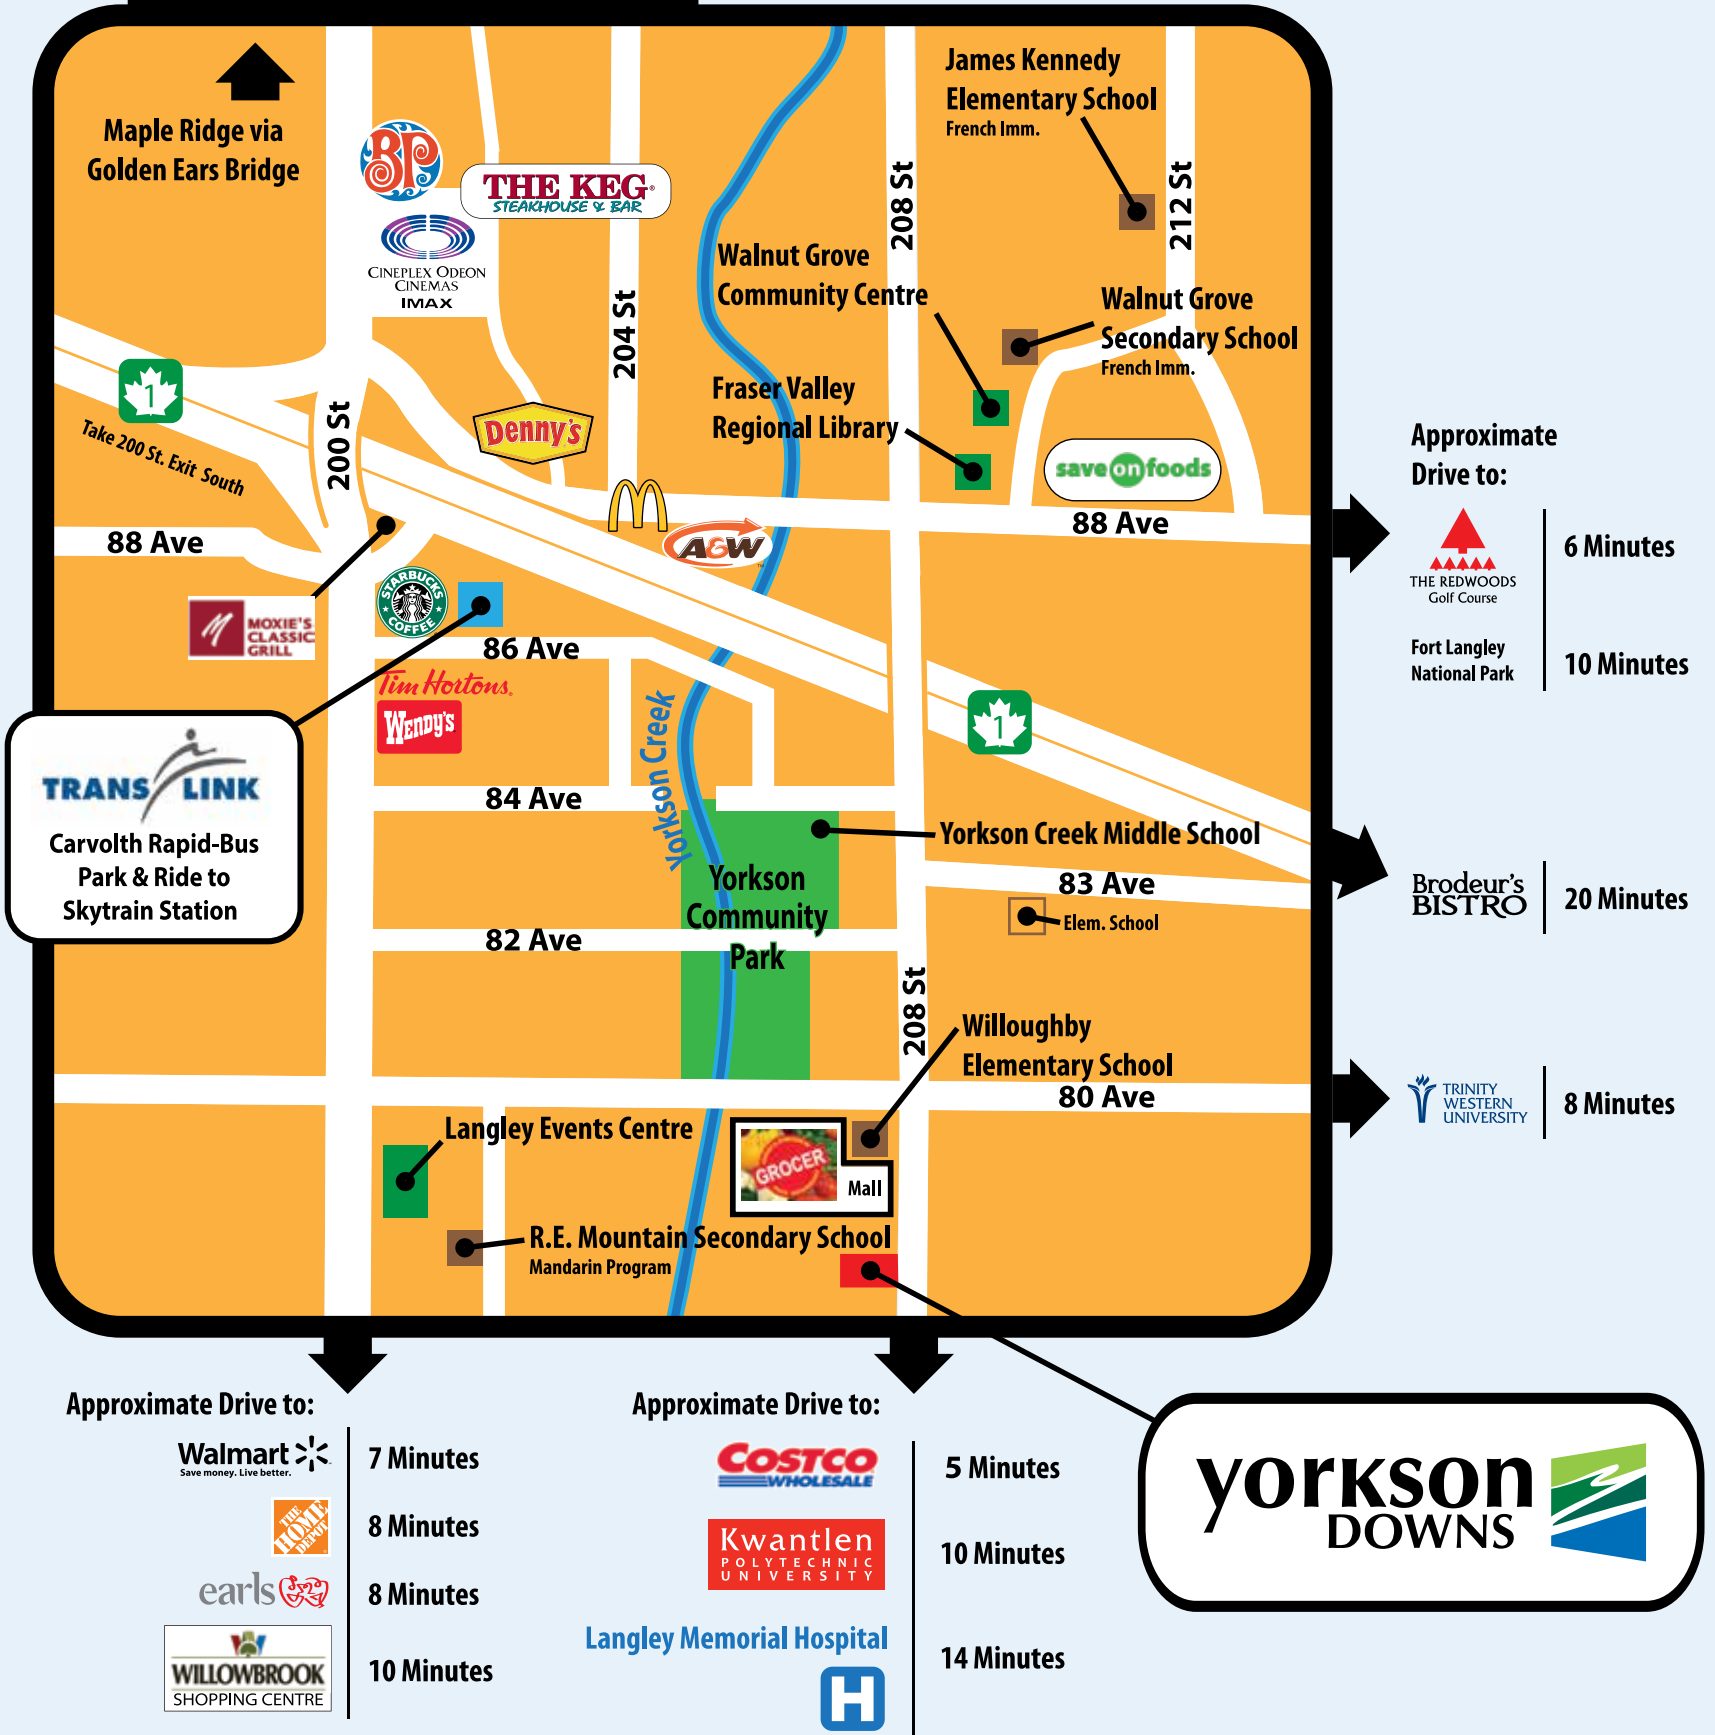 Maple Ridge via
Golden Ears Bridge
BP
THE KEG
STEAKHOUSE & BAR
CINEPLEX ODEON
CINEMAS
IMAX
204 St
208 St
212 St
James Kennedy
Elementary School
French Imm.
Walnut Grove
Community Centre
Walnut Grove
Secondary School
French Imm.
Fraser Valley
Regional Library
1
Take 200 St. Exit South
200 St
Denny's
save on foods
88 Ave
88 Ave
A&W
MOXIE'S
CLASSIC
GRILL
STARBUCKS
COFFEE
86 Ave
Tim Hortons.
WENDY'S
TRANS LINK
Carvolth Rapid-Bus
Park & Ride to
Skytrain Station
Yorkson Creek
1
84 Ave
Yorkson Creek Middle School
Yorkson
Community
Park
83 Ave
Elem. School
82 Ave
208 St
Willoughby
Elementary School
80 Ave
Langley Events Centre
GROCER
Mall
R.E. Mountain Secondary School
Mandarin Program
Approximate
Drive to:
THE REDWOODS
Golf Course
6 Minutes
Fort Langley
National Park
10 Minutes
Brodeur's
BISTRO
20 Minutes
TRINITY
WESTERN
UNIVERSITY
8 Minutes
Approximate Drive to:
Walmart
Save money. Live better.
7 Minutes
THE
HOME
DEPOT
8 Minutes
earls
8 Minutes
WILLOWBROOK
SHOPPING CENTRE
10 Minutes
Approximate Drive to:
COSTCO
WHOLESALE
5 Minutes
Kwantlen
POLYTECHNIC
UNIVERSITY
10 Minutes
Langley Memorial Hospital
H
14 Minutes
yorkson
DOWNS